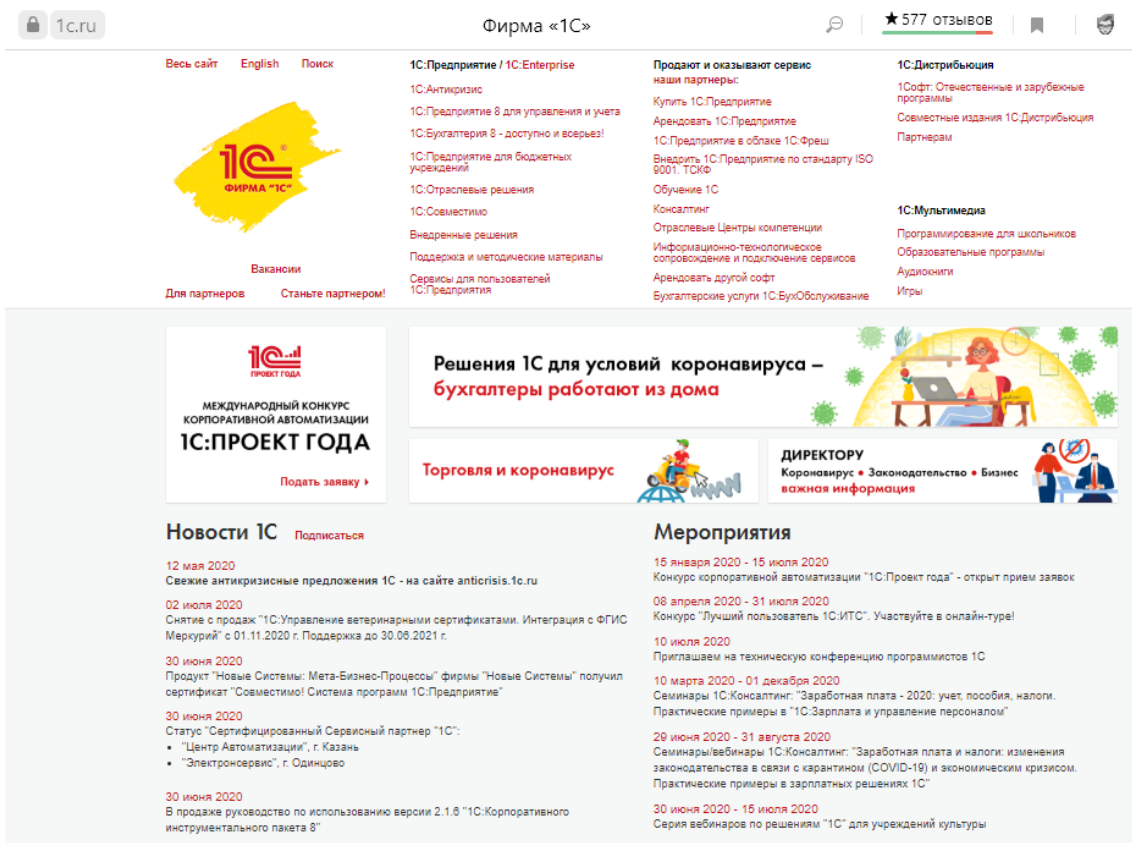 1c.ru
Фирма «1С»
★577 отзывов
Весь сайт English Поиск
1С®
ФИРМА "1С"
Вакансии
Для партнеров Станьте партнером!
1С:Предприятие / 1C:Enterprise
1С:Антикризис
1С:Предприятие 8 для управления и учета
1С:Бухгалтерия 8 - доступно и всерьез!
1С:Предприятие для бюджетных
учреждений
1С:Отраслевые решения
1С:Совместимо
Внедренные решения
Поддержка и методические материалы
Сервисы для пользователей
1С:Предприятия
Продают и оказывают сервис
наши партнеры:
Купить 1С:Предприятие
Арендовать 1С:Предприятие
1С:Предприятие в облаке 1С:Фреш
Внедрить 1С:Предприятие по стандарту ISO
9001. ТСКФ
Обучение 1С
Консалтинг
Отраслевые Центры компетенции
Информационно-технологическое
сопровождение и подключение сервисов
Арендовать другой софт
Бухгалтерские услуги 1С:БухОбслуживание
1С:Дистрибьюция
1Софт: Отечественные и зарубежные
программы
Совместные издания 1С:Дистрибьюция
Партнерам
1С:Мультимедиа
Программирование для школьников
Образовательные программы
Аудиокниги
Игры
1С
ПРОЕКТ ГОДА
МЕЖДУНАРОДНЫЙ КОНКУРС
КОРПОРАТИВНОЙ АВТОМАТИЗАЦИИ
1С:ПРОЕКТ ГОДА
Подать заявку
Решения 1С для условий коронавируса –
бухгалтеры работают из дома
Торговля и коронавирус
WWW
ДИРЕКТОРУ
Коронавирус • Законодательство • Бизнес
важная информация
Новости 1С Подписаться
12 мая 2020
Свежие антикризисные предложения 1С - на сайте anticrisis.1c.ru
02 июля 2020
Снятие с продаж "1С:Управление ветеринарными сертификатами. Интеграция с ФГИС
Меркурий" с 01.11.2020 г. Поддержка до 30.06.2021 г.
30 июня 2020
Продукт "Новые Системы: Мета-Бизнес-Процессы" фирмы "Новые Системы" получил
сертификат "Совместимо! Система программ 1С:Предприятие"
30 июня 2020
Статус "Сертифицированный Сервисный партнер "1С":
• "Центр Автоматизации", г. Казань
• "Электронсервис", г. Одинцово
30 июня 2020
В продаже руководство по использованию версии 2.1.6 "1С:Корпоративного
инструментального пакета 8"
Мероприятия
15 января 2020 - 15 июля 2020
Конкурс корпоративной автоматизации "1С:Проект года" - открыт прием заявок
08 апреля 2020 - 31 июля 2020
Конкурс "Лучший пользователь 1С:ИТС". Участвуйте в онлайн-туре!
10 июля 2020
Приглашаем на техническую конференцию программистов 1С
10 марта 2020 - 01 декабря 2020
Семинары 1С:Консалтинг: "Заработная плата - 2020: учет, пособия, налоги.
Практические примеры в "1С:Зарплата и управление персоналом"
29 июня 2020 - 31 августа 2020
Семинары/вебинары 1С:Консалтинг: "Заработная плата и налоги: изменения
законодательства в связи с карантином (COVID-19) и экономическим кризисом.
Практические примеры в зарплатных решениях 1С"
30 июня 2020 - 15 июля 2020
Серия вебинаров по решениям "1С" для учреждений культуры